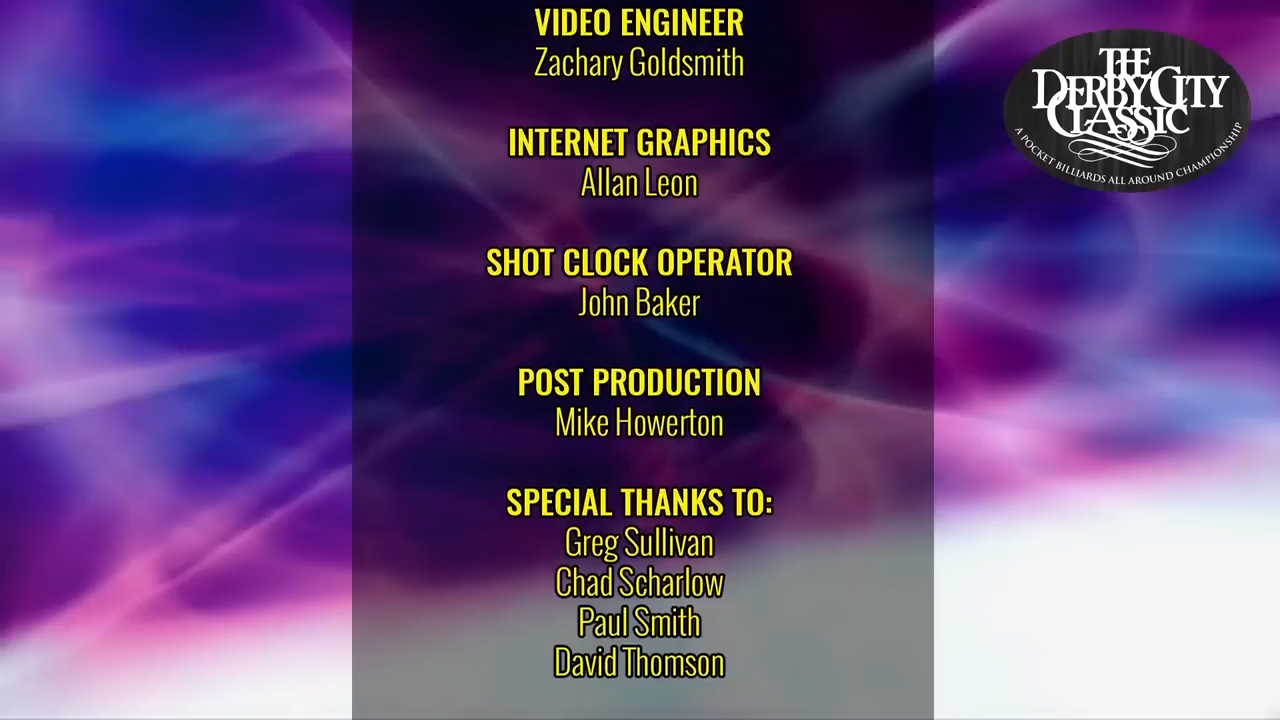 VIDEO ENGINEER
Zachary Goldsmith
INTERNET GRAPHICS
Allan Leon
SHOT CLOCK OPERATOR
John Baker
POST PRODUCTION
Mike Howerton
SPECIAL THANKS TO:
Greg Sullivan
Chad Scharlow
Paul Smith
David Thomson
THE
DERBY CITY
CLASSIC
A POCKET BILLIARDS ALL AROUND CHAMPIONSHIP